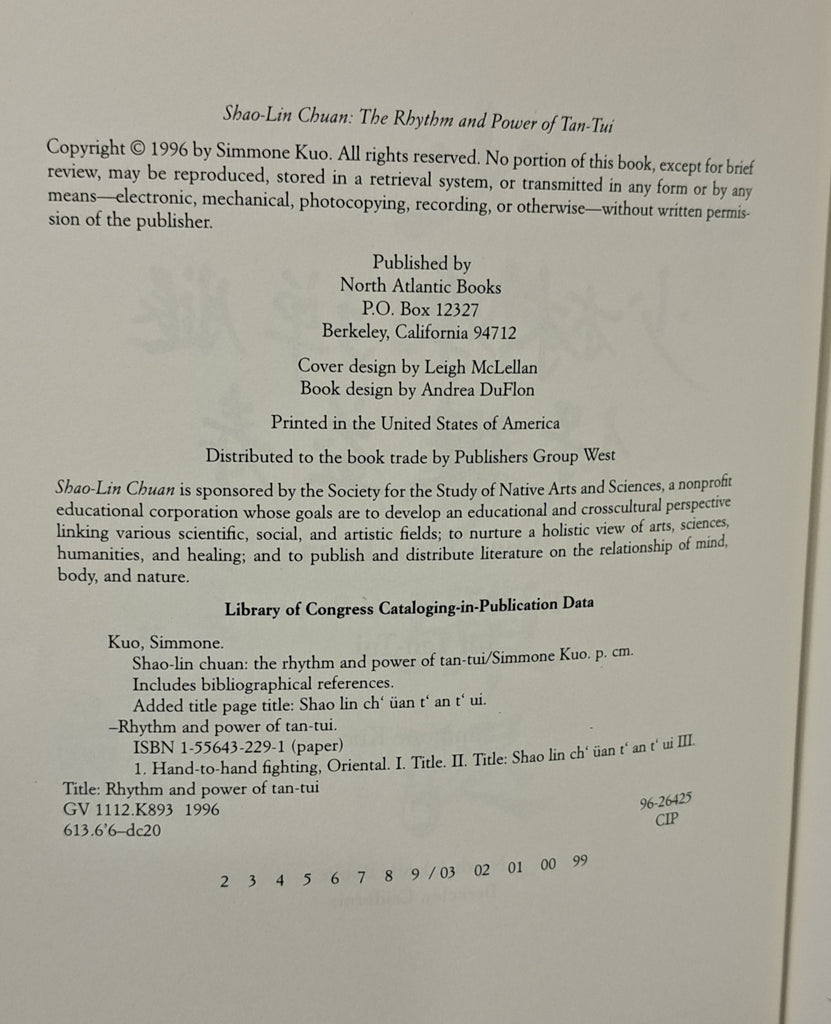 Shao-Lin Chuan: The Rhythm and Power of Tan-Tui
Copyright © 1996 by Simmone Kuo. All rights reserved. No portion of this book, except for brief
review, may be reproduced, stored in a retrieval system, or transmitted in any form or by any
means—electronic, mechanical, photocopying, recording, or otherwise—without written permis-
sion of the publisher.
Published by
North Atlantic Books
P.O. Box 12327
Berkeley, California 94712
Cover design by Leigh McLellan
Book design by Andrea DuFlon
Printed in the United States of America
Distributed to the book trade by Publishers Group West
Shao-Lin Chuan is sponsored by the Society for the Study of Native Arts and Sciences, a nonprofit
educational corporation whose goals are to develop an educational and crosscultural perspective
linking various scientific, social, and artistic fields; to nurture a holistic view of arts, sciences,
humanities, and healing; and to publish and distribute literature on the relationship of mind,
body, and nature.
Library of Congress Cataloging-in-Publication Data
Kuo, Simmone.
Shao-lin chuan: the rhythm and power of tan-tui/Simmone Kuo. p. cm.
Includes bibliographical references.
Added title page title: Shao lin ch‘ üan t‘ an t‘ ui.
–Rhythm and power of tan-tui.
ISBN 1-55643-229-1 (paper)
1. Hand-to-hand fighting, Oriental. I. Title. II. Title: Shao lin ch‘ üan t‘ an t‘ ui III.
Title: Rhythm and power of tan-tui
GV 1112.K893 1996
613.6'6–dc20
96-26425
CIP
2 3 4 5 6 7 8 9 / 03 02 01 00 99